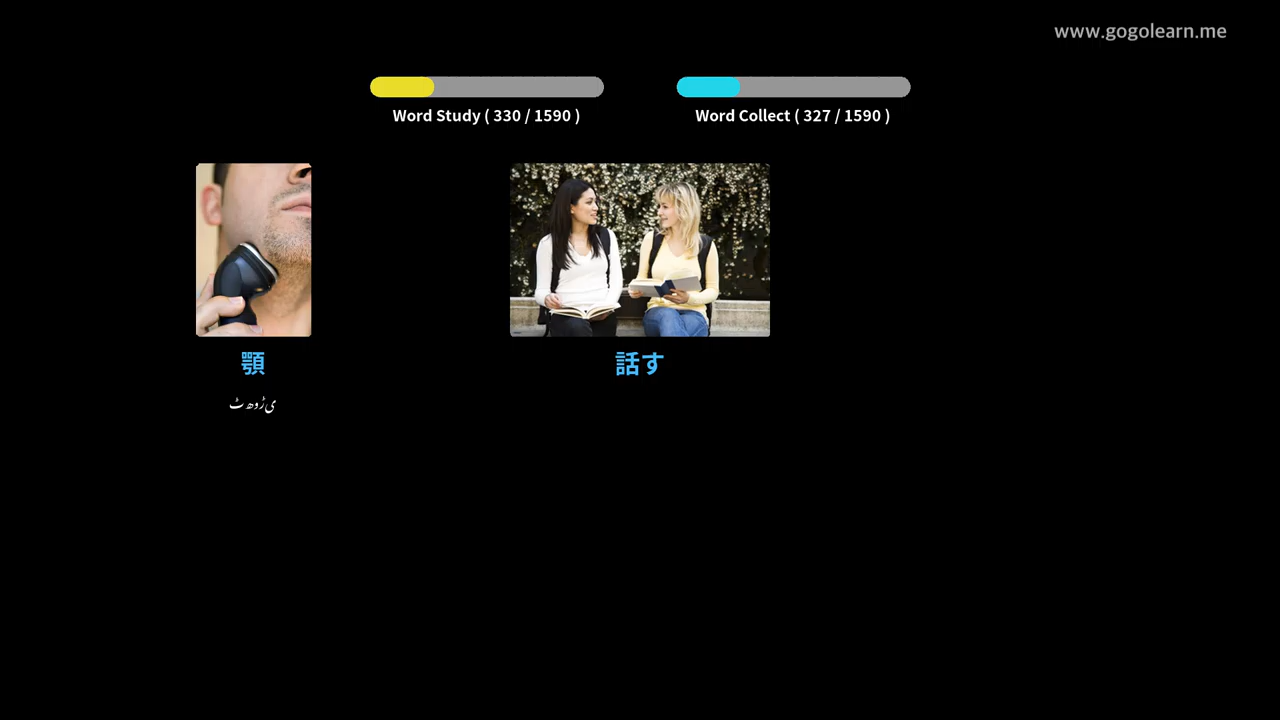 www.gogolearn.me
Word Study ( 330 / 1590 )
Word Collect ( 327 / 1590 )
顎
話す
ٹھوڑی